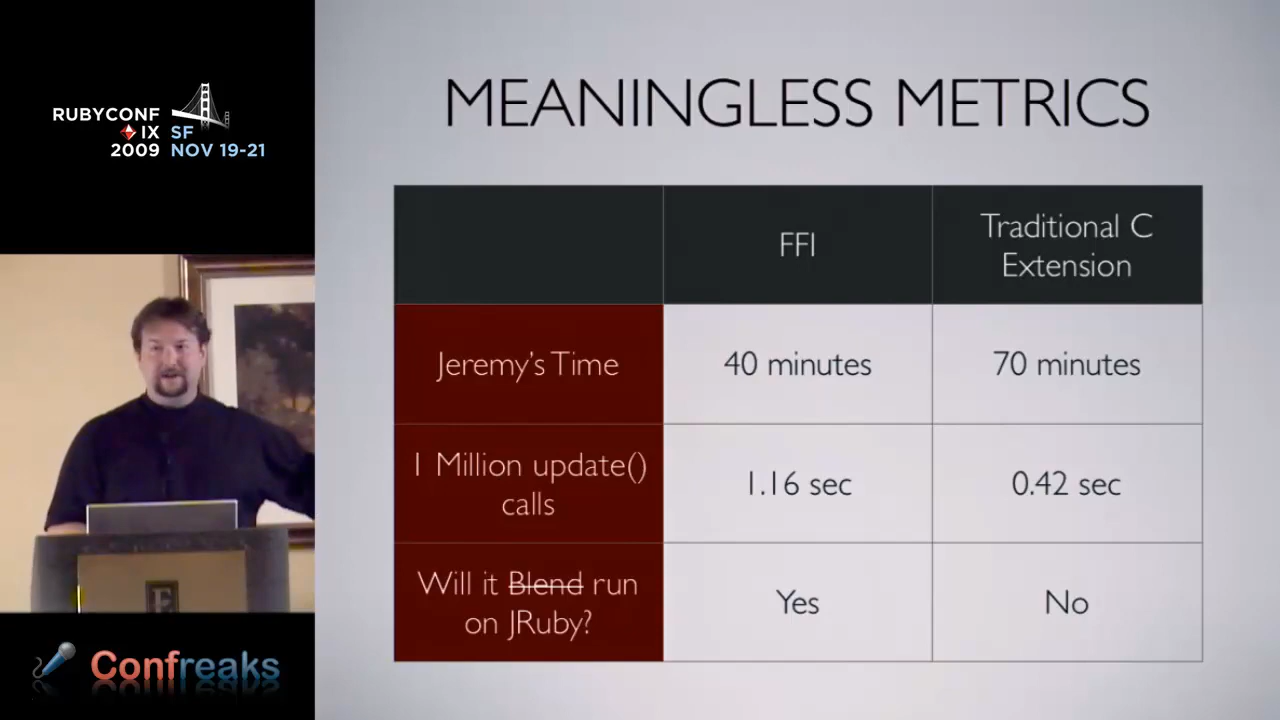 RUBYCONF
IX SF
2009 NOV 19-21
Confreaks
MEANINGLESS METRICS
FFI
Traditional C
Extension
Jeremy's Time
40 minutes
70 minutes
1 Million update()
calls
1.16 sec
0.42 sec
Will it Blend run
on JRuby?
Yes
No
E